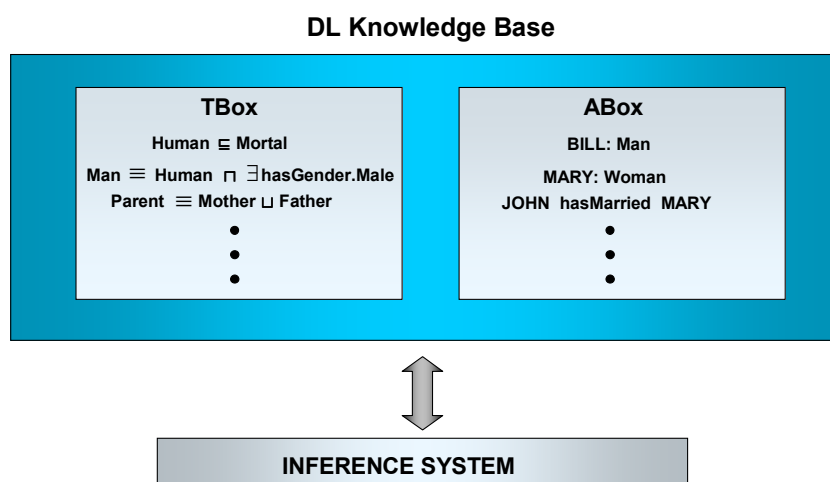 DL Knowledge Base
TBox
Human ⊑ Mortal
Man ≡ Human ⊓ ∃hasGender.Male
Parent ≡ Mother ⊔ Father
•
•
•
ABox
BILL: Man
MARY: Woman
JOHN hasMarried MARY
•
•
•
INFERENCE SYSTEM